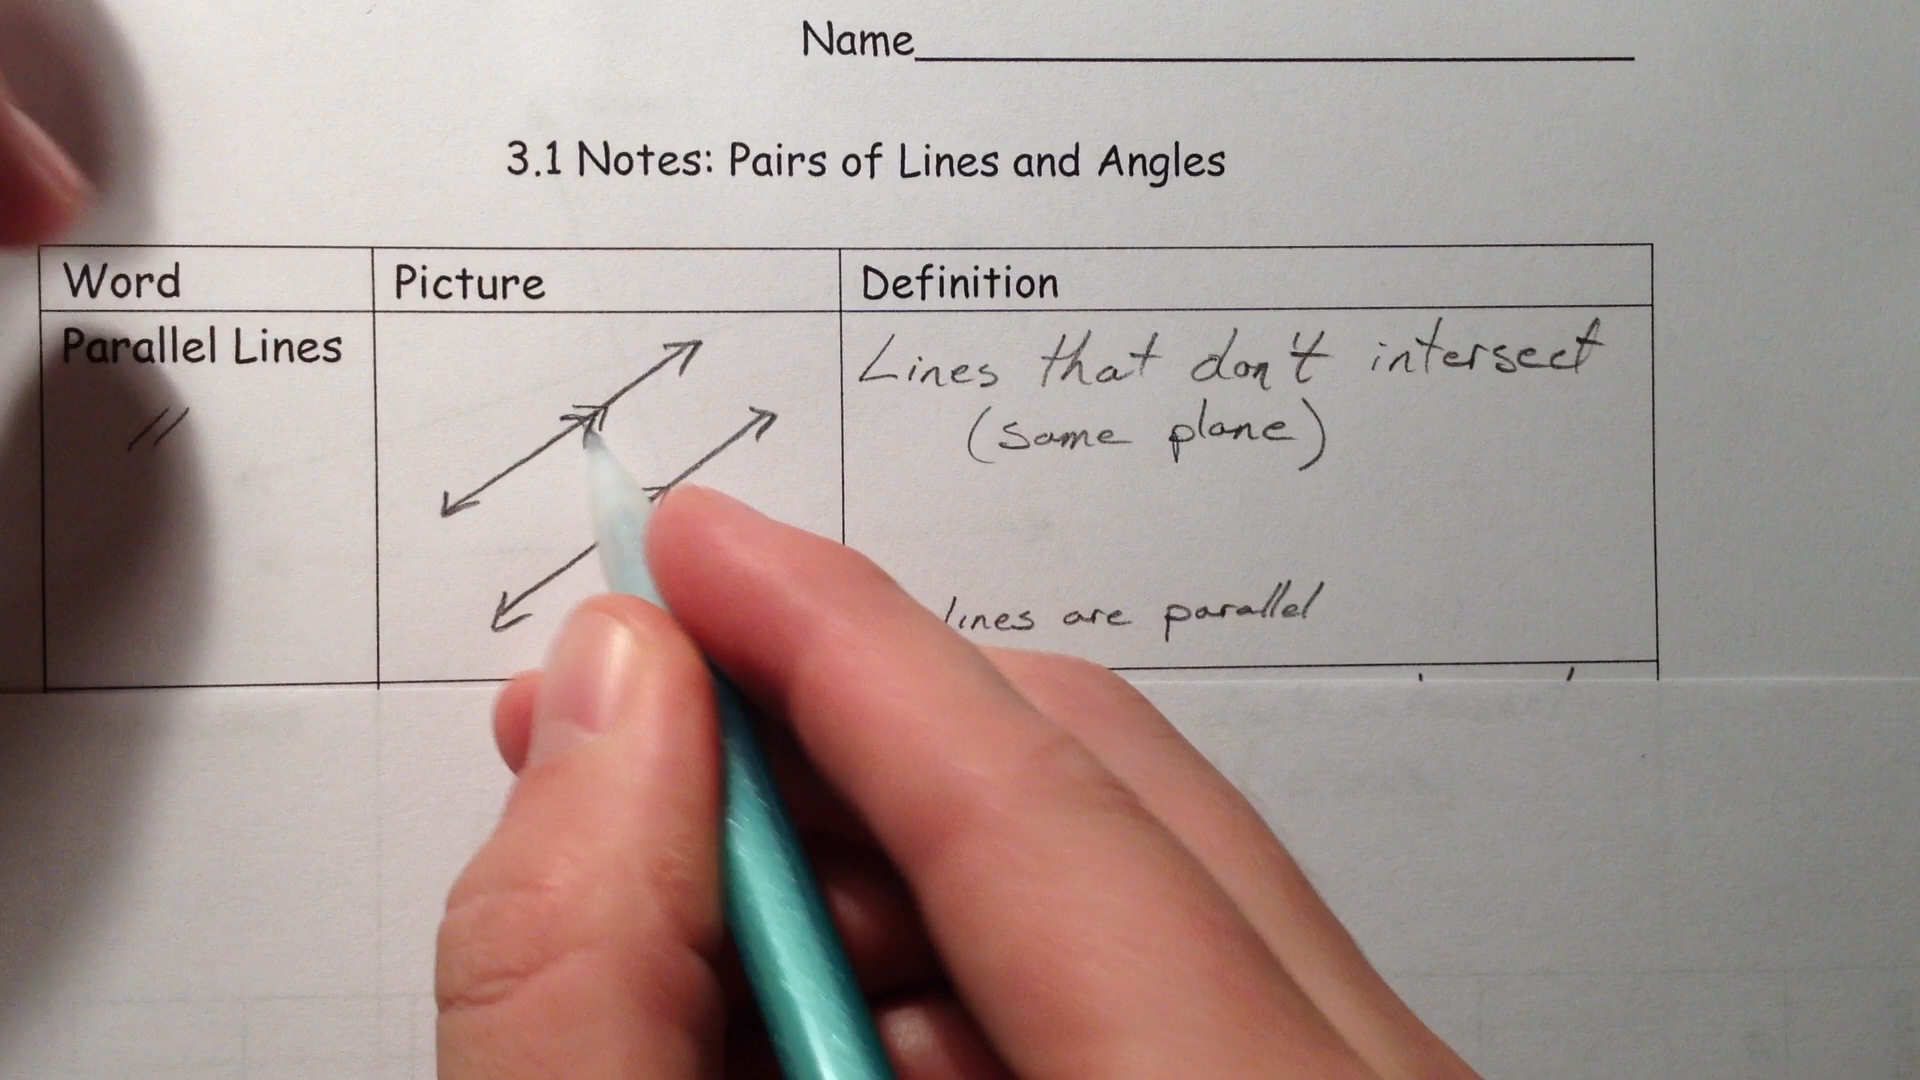 Name
3.1 Notes: Pairs of Lines and Angles
Word Picture Definition
Parallel Lines
//
Lines that don't intersect
(same plane)
lines are parallel